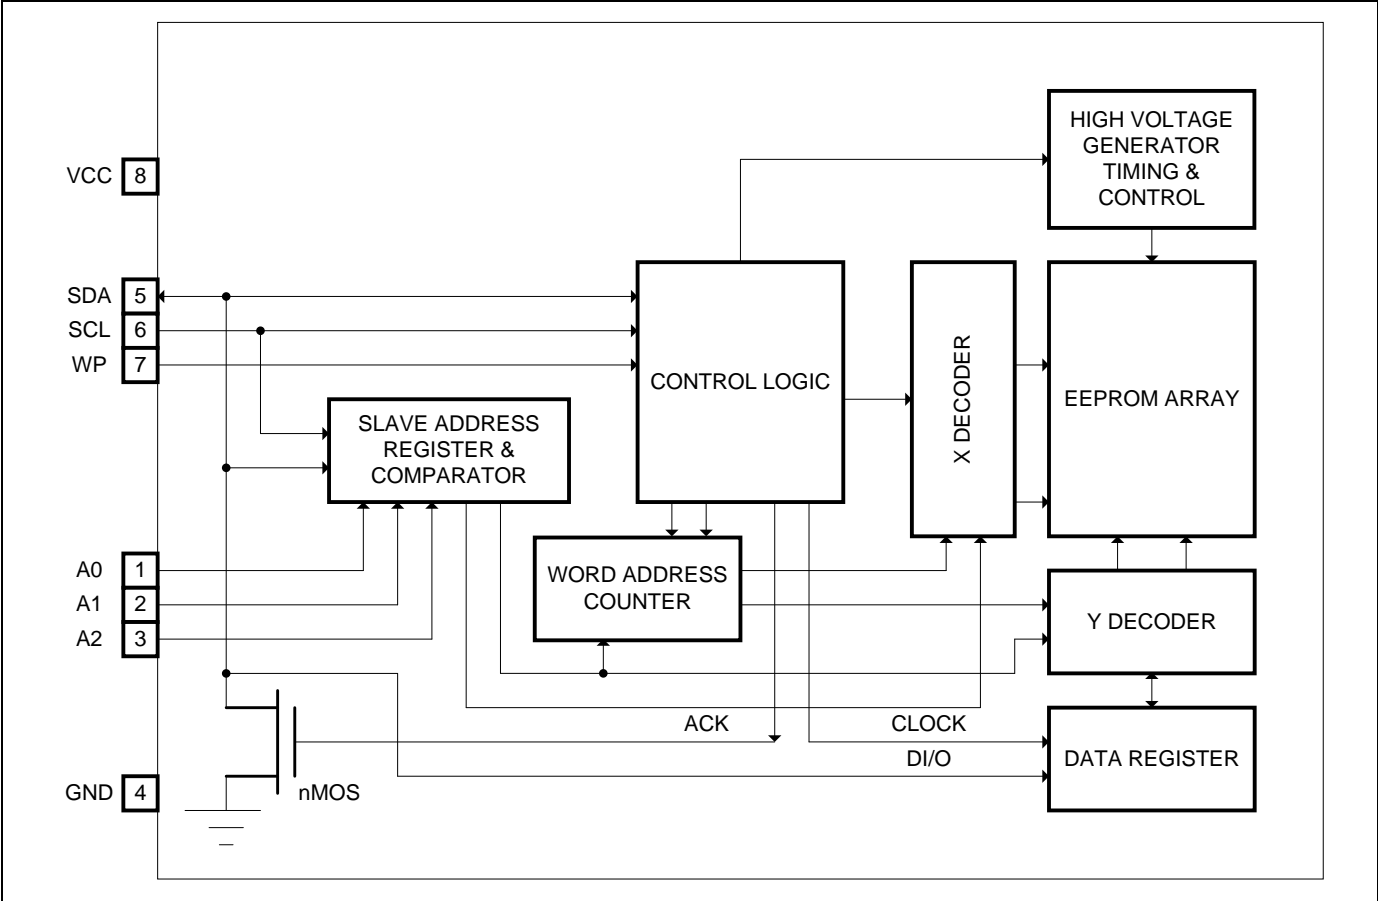 HIGH VOLTAGE
GENERATOR
TIMING &
CONTROL
VCC 8
SDA 5
SCL 6
WP 7
CONTROL LOGIC
X DECODER
EEPROM ARRAY
SLAVE ADDRESS
REGISTER &
COMPARATOR
A0 1
A1 2
A2 3
WORD ADDRESS
COUNTER
Y DECODER
ACK
CLOCK
DI/O
DATA REGISTER
GND 4
nMOS